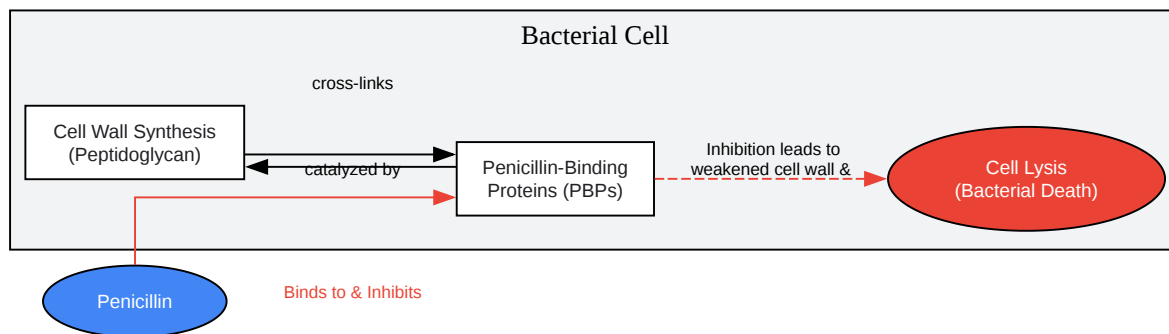 Bacterial Cell
cross-links
Cell Wall Synthesis
(Peptidoglycan)
catalyzed by
Penicillin-Binding
Proteins (PBPs)
Inhibition leads to
weakened cell wall &
Cell Lysis
(Bacterial Death)
Penicillin
Binds to & Inhibits